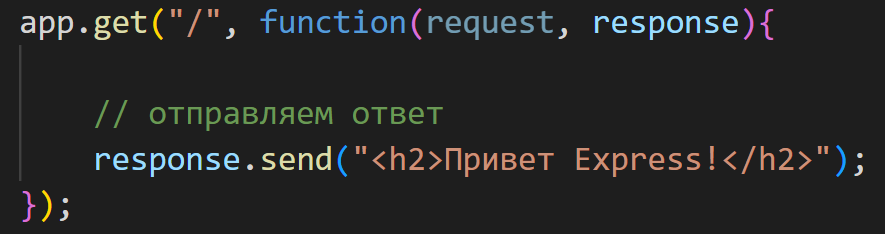 app.get("/", function(request, response){
// отправляем ответ
response.send("<h2>Привет Express!</h2>");
});